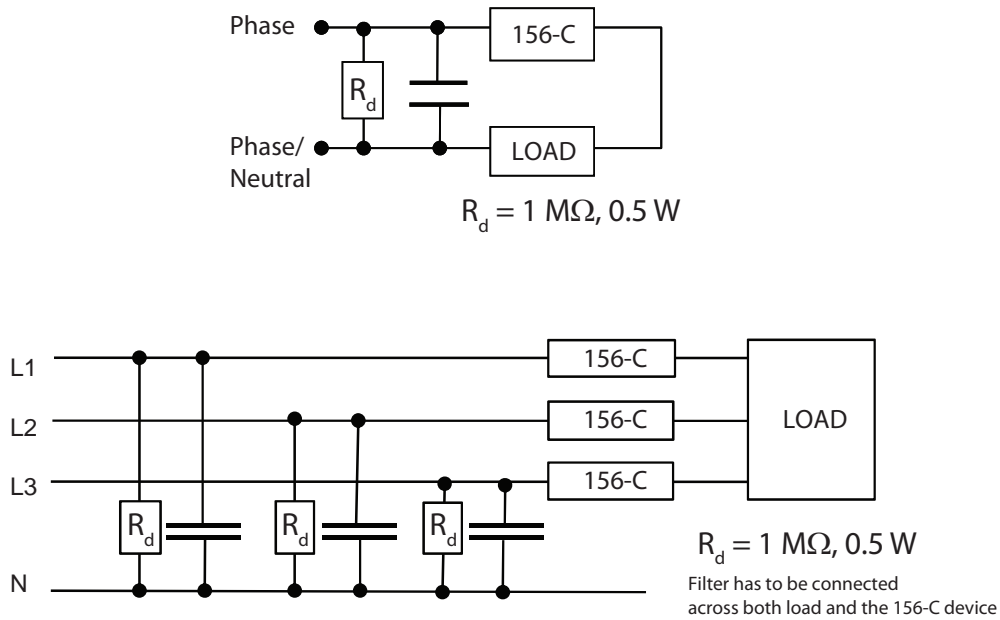 Phase
156-C
R_d
Phase/
Neutral
LOAD
R_d = 1 MΩ, 0.5 W
L1
156-C
L2
156-C
LOAD
L3
156-C
R_d
R_d
R_d
R_d = 1 MΩ, 0.5 W
N
Filter has to be connected
across both load and the 156-C device